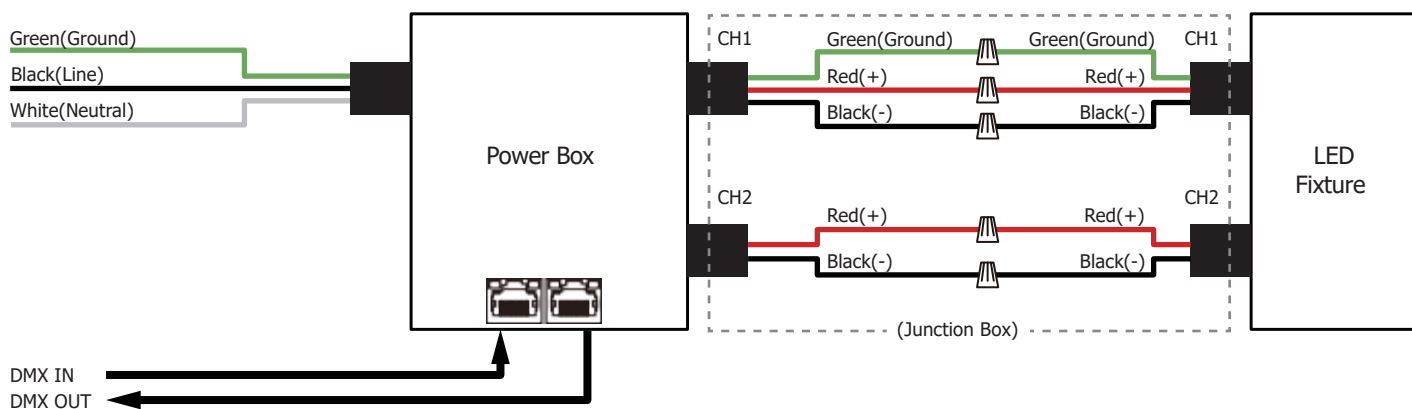 Green(Ground)
Black(Line)
White(Neutral)
Power Box
CH1
Green(Ground)
Green(Ground)
CH1
Red(+)
Red(+)
Black(-)
Black(-)
CH2
Red(+)
Red(+)
CH2
Black(-)
Black(-)
(Junction Box)
LED
Fixture
DMX IN
DMX OUT